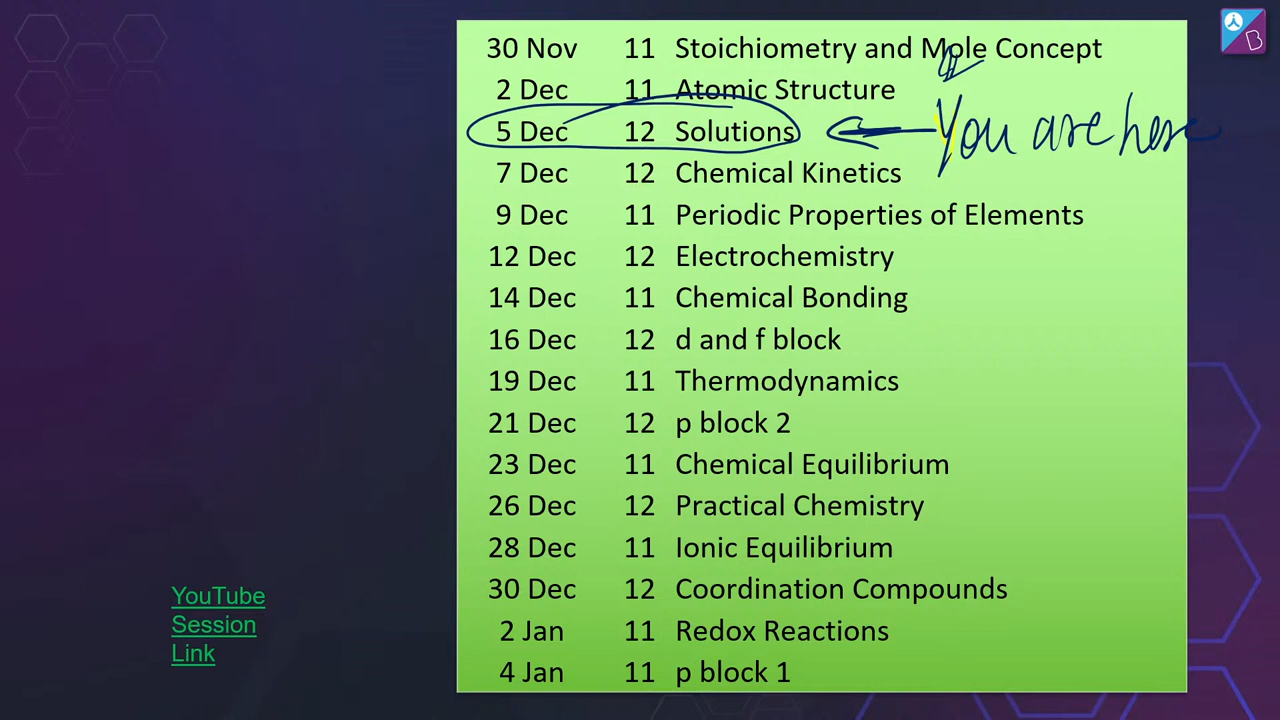 30 Nov 11 Stoichiometry and Mole Concept
2 Dec 11 Atomic Structure
5 Dec 12 Solutions You are here
7 Dec 12 Chemical Kinetics
9 Dec 11 Periodic Properties of Elements
12 Dec 12 Electrochemistry
14 Dec 11 Chemical Bonding
16 Dec 12 d and f block
19 Dec 11 Thermodynamics
21 Dec 12 p block 2
23 Dec 11 Chemical Equilibrium
26 Dec 12 Practical Chemistry
28 Dec 11 Ionic Equilibrium
30 Dec 12 Coordination Compounds
2 Jan 11 Redox Reactions
4 Jan 11 p block 1
YouTube
Session
Link
B